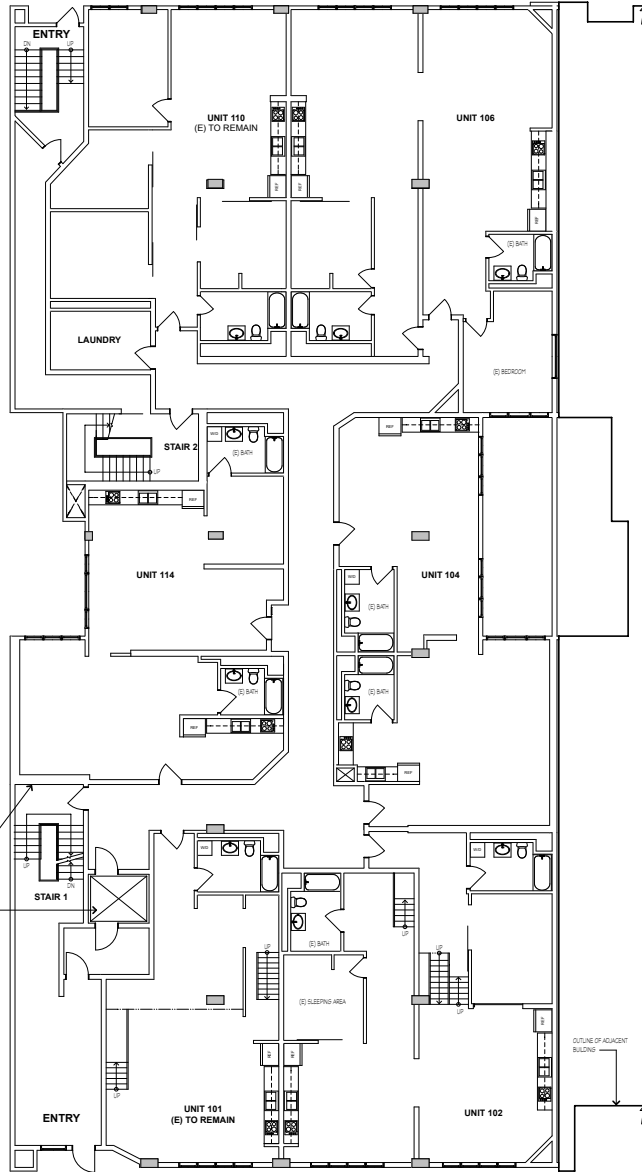 ENTRY
DN
UP
UNIT 110
(E) TO REMAIN
UNIT 106
REF
REF
REF
(E) BATH
LAUNDRY
(E) BEDROOM
STAIR 2
UP
W/D
(E) BATH
REF
REF
UNIT 114
UNIT 104
W/D
(E) BATH
(E) BATH
(E) BATH
REF
REF
UP
DN
STAIR 1
W/D
W/D
UP
(E) BATH
UP
UP
UP
(E) SLEEPING AREA
REF
REF
REF
UP
OUTLINE OF ADJACENT
BUILDING
UNIT 101
(E) TO REMAIN
UNIT 102
ENTRY